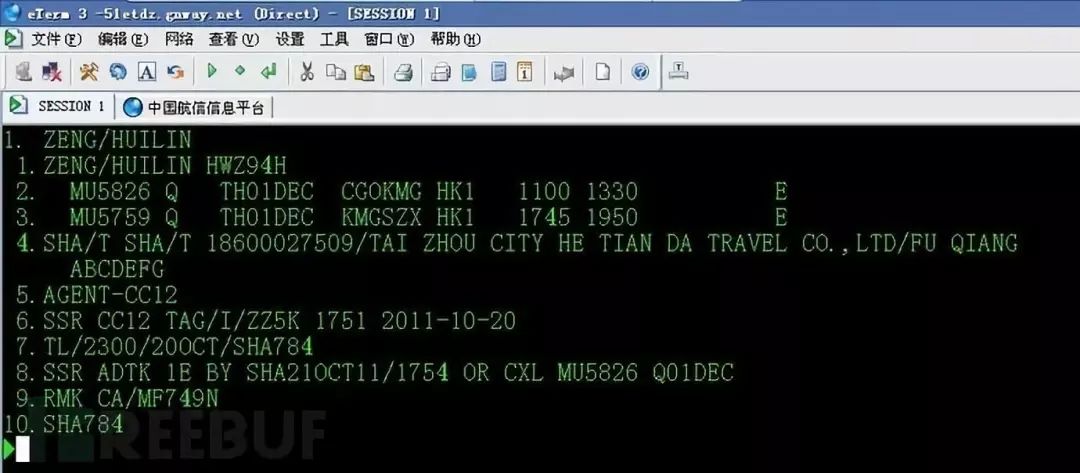 eTerm 3 -51etdz.gnway.net (Direct) - [SESSION 1]
文件(F) 编辑(E) 网络 查看(V) 设置 工具 窗口(W) 帮助(H)
SESSION 1 中国航信信息平台
1. ZENG/HUILIN
1.ZENG/HUILIN HWZ94H
2. MU5826 Q TH01DEC CGOKMG HK1 1100 1330 E
3. MU5759 Q TH01DEC KMGSZX HK1 1745 1950 E
4.SHA/T SHA/T 18600027509/TAI ZHOU CITY HE TIAN DA TRAVEL CO.,LTD/FU QIANG
ABCDEFG
5.AGENT-CC12
6.SSR CC12 TAG/I/ZZ5K 1751 2011-10-20
7.TL/2300/20OCT/SHA784
8.SSR ADTK 1E BY SHA21OCT11/1754 OR CXL MU5826 Q01DEC
9.RMK CA/MF749N
10.SHA784
REEBUF